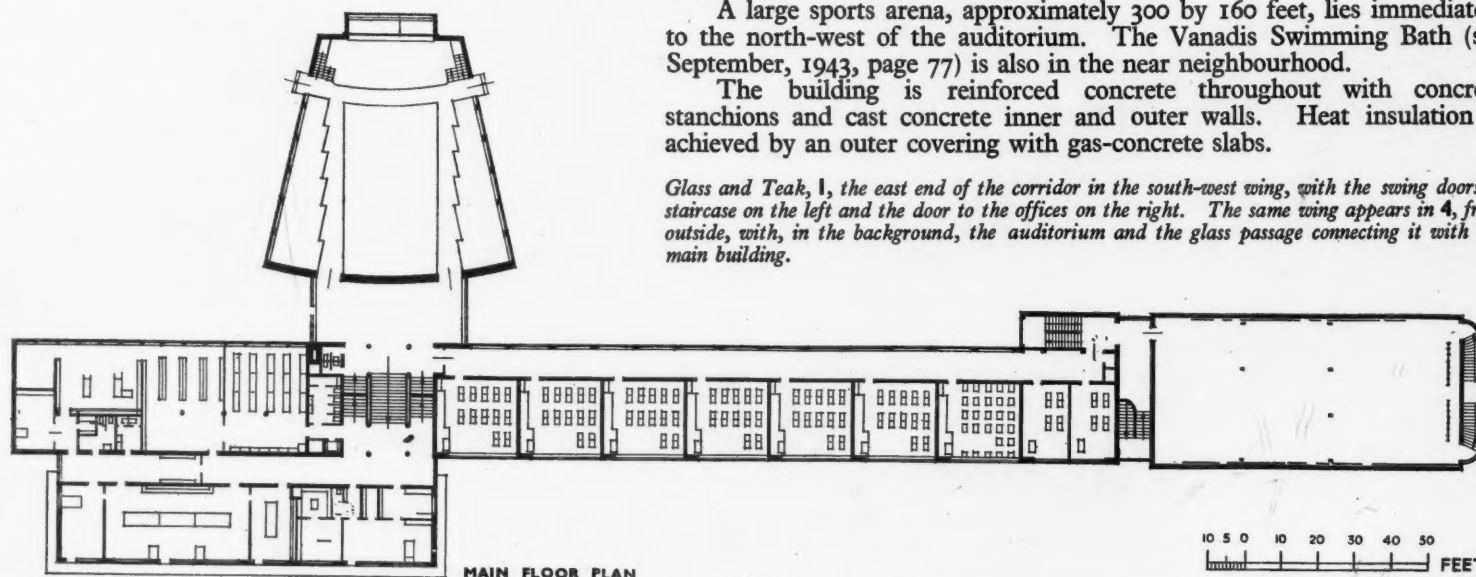 A large sports arena, approximately 300 by 160 feet, lies immediate
to the north-west of the auditorium. The Vanadis Swimming Bath (s
September, 1943, page 77) is also in the near neighbourhood.
The building is reinforced concrete throughout with concre
stanchions and cast concrete inner and outer walls. Heat insulation
achieved by an outer covering with gas-concrete slabs.
Glass and Teak, 1, the east end of the corridor in the south-west wing, with the swing doors
staircase on the left and the door to the offices on the right. The same wing appears in 4, fr
outside, with, in the background, the auditorium and the glass passage connecting it with
main building.
10 5 0 10 20 30 40 50
FEET
MAIN FLOOR PLAN